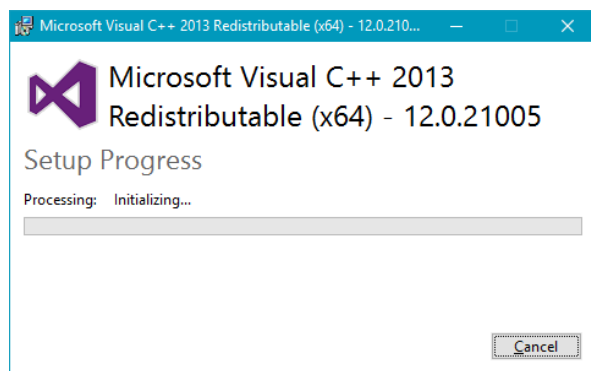 Microsoft Visual C++ 2013 Redistributable (x64) - 12.0.210...
Microsoft Visual C++ 2013
Redistributable (x64) - 12.0.21005
Setup Progress
Processing: Initializing...
Cancel